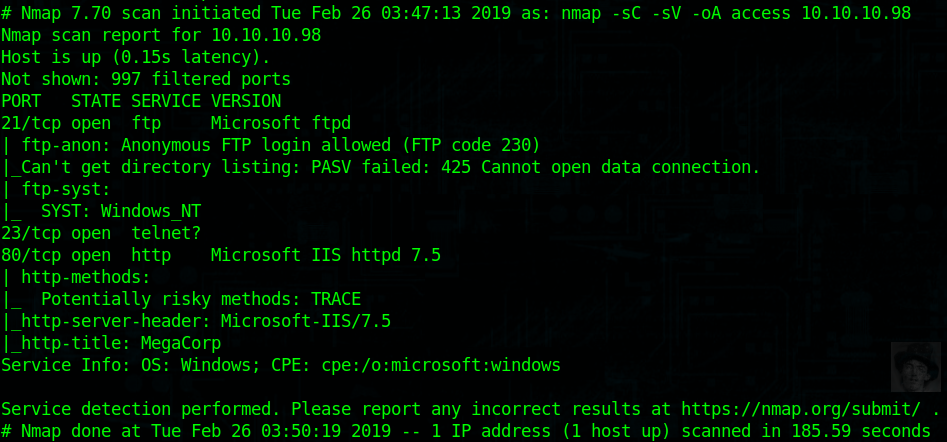 # Nmap 7.70 scan initiated Tue Feb 26 03:47:13 2019 as: nmap -sC -sV -oA access 10.10.10.98
Nmap scan report for 10.10.10.98
Host is up (0.15s latency).
Not shown: 997 filtered ports
PORT   STATE SERVICE VERSION
21/tcp open  ftp     Microsoft ftpd
| ftp-anon: Anonymous FTP login allowed (FTP code 230)
|_Can't get directory listing: PASV failed: 425 Cannot open data connection.
| ftp-syst:
|_  SYST: Windows_NT
23/tcp open  telnet?
80/tcp open  http    Microsoft IIS httpd 7.5
| http-methods:
|_  Potentially risky methods: TRACE
|_http-server-header: Microsoft-IIS/7.5
|_http-title: MegaCorp
Service Info: OS: Windows; CPE: cpe:/o:microsoft:windows
Service detection performed. Please report any incorrect results at https://nmap.org/submit/ .
# Nmap done at Tue Feb 26 03:50:19 2019 -- 1 IP address (1 host up) scanned in 185.59 seconds